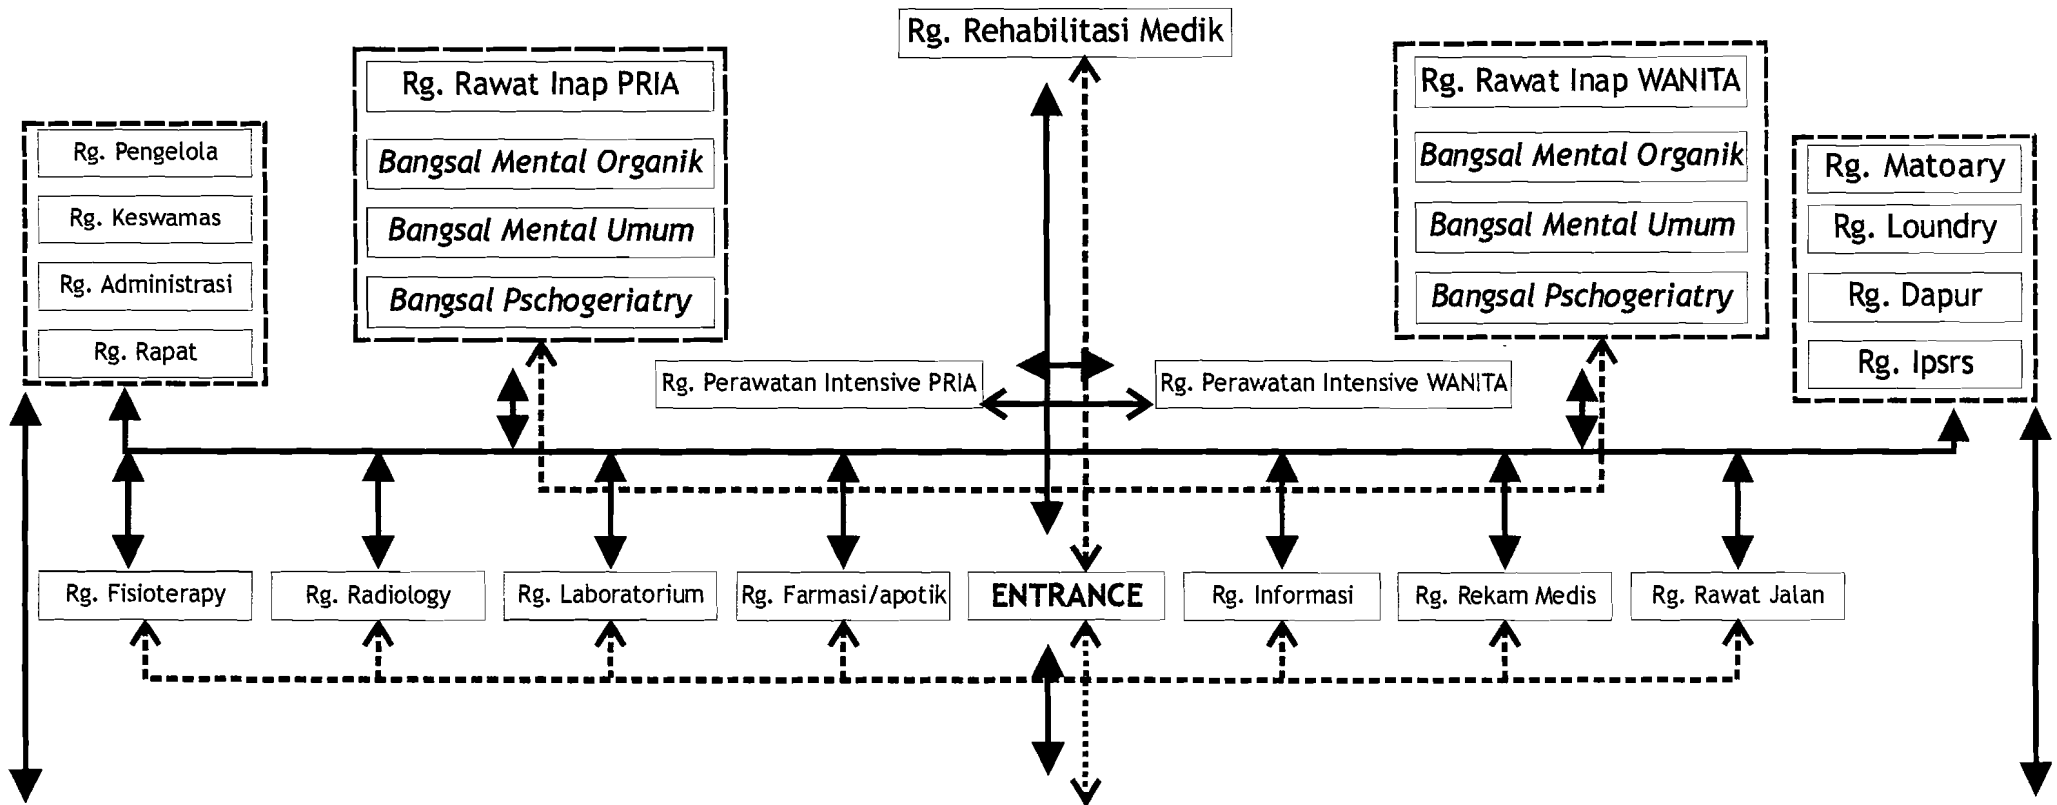 Rg. Rehabilitasi Medik
Rg. Pengelola
Rg. Keswamas
Rg. Administrasi
Rg. Rapat
Rg. Rawat Inap PRIA
Bangsal Mental Organik
Bangsal Mental Umum
Bangsal Pschogeriatry
Rg. Rawat Inap WANITA
Bangsal Mental Organik
Bangsal Mental Umum
Bangsal Pschogeriatry
Rg. Matoary
Rg. Loundry
Rg. Dapur
Rg. Ipsrs
Rg. Perawatan Intensive PRIA
Rg. Perawatan Intensive WANITA
Rg. Fisioterapy
Rg. Radiology
Rg. Laboratorium
Rg. Farmasi/apotik
ENTRANCE
Rg. Informasi
Rg. Rekam Medis
Rg. Rawat Jalan